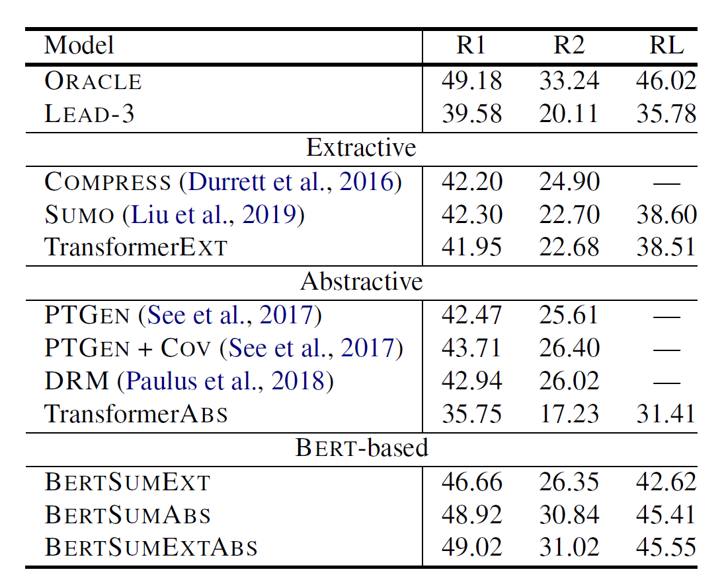 Model R1 R2 RL
ORACLE 49.18 33.24 46.02
LEAD-3 39.58 20.11 35.78
Extractive
COMPRESS (Durrett et al., 2016) 42.20 24.90 —
SUMO (Liu et al., 2019) 42.30 22.70 38.60
TransformerEXT 41.95 22.68 38.51
Abstractive
PTGEN (See et al., 2017) 42.47 25.61 —
PTGEN + COV (See et al., 2017) 43.71 26.40 —
DRM (Paulus et al., 2018) 42.94 26.02 —
TransformerABS 35.75 17.23 31.41
BERT-based
BERTSUMEXT 46.66 26.35 42.62
BERTSUMABS 48.92 30.84 45.41
BERTSUMEXTABS 49.02 31.02 45.55